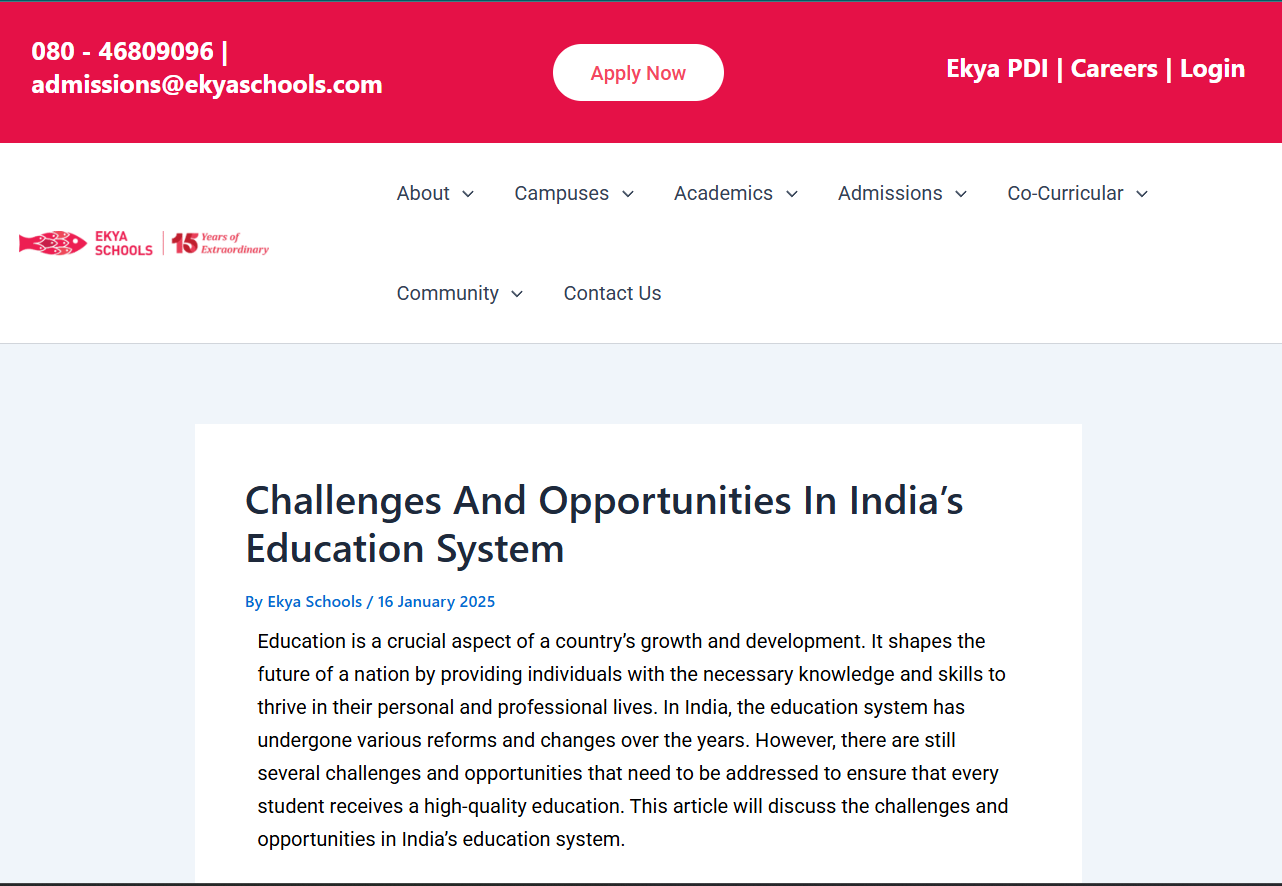 080 - 46809096 |
admissions@ekyaschools.com
Apply Now
Ekya PDI | Careers | Login
EKYA
SCHOOLS
15 Years of
Extraordinary
About
Campuses
Academics
Admissions
Co-Curricular
Community
Contact Us
Challenges And Opportunities In India’s
Education System
By Ekya Schools / 16 January 2025
Education is a crucial aspect of a country’s growth and development. It shapes the
future of a nation by providing individuals with the necessary knowledge and skills to
thrive in their personal and professional lives. In India, the education system has
undergone various reforms and changes over the years. However, there are still
several challenges and opportunities that need to be addressed to ensure that every
student receives a high-quality education. This article will discuss the challenges and
opportunities in India’s education system.